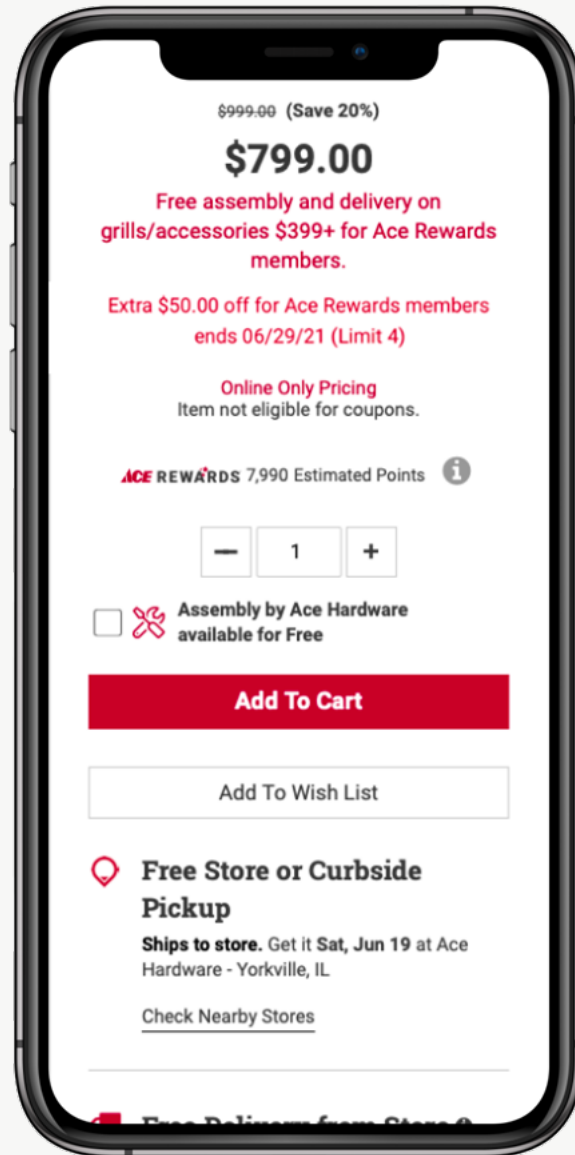 $999.00 (Save 20%)
$799.00
Free assembly and delivery on
grills/accessories $399+ for Ace Rewards
members.
Extra $50.00 off for Ace Rewards members
ends 06/29/21 (Limit 4)
Online Only Pricing
Item not eligible for coupons.
ACE REWARDS 7,990 Estimated Points i
— 1 +
Assembly by Ace Hardware
available for Free
Add To Cart
Add To Wish List
Free Store or Curbside
Pickup
Ships to store. Get it Sat, Jun 19 at Ace
Hardware - Yorkville, IL
Check Nearby Stores
Free Delivery from Store